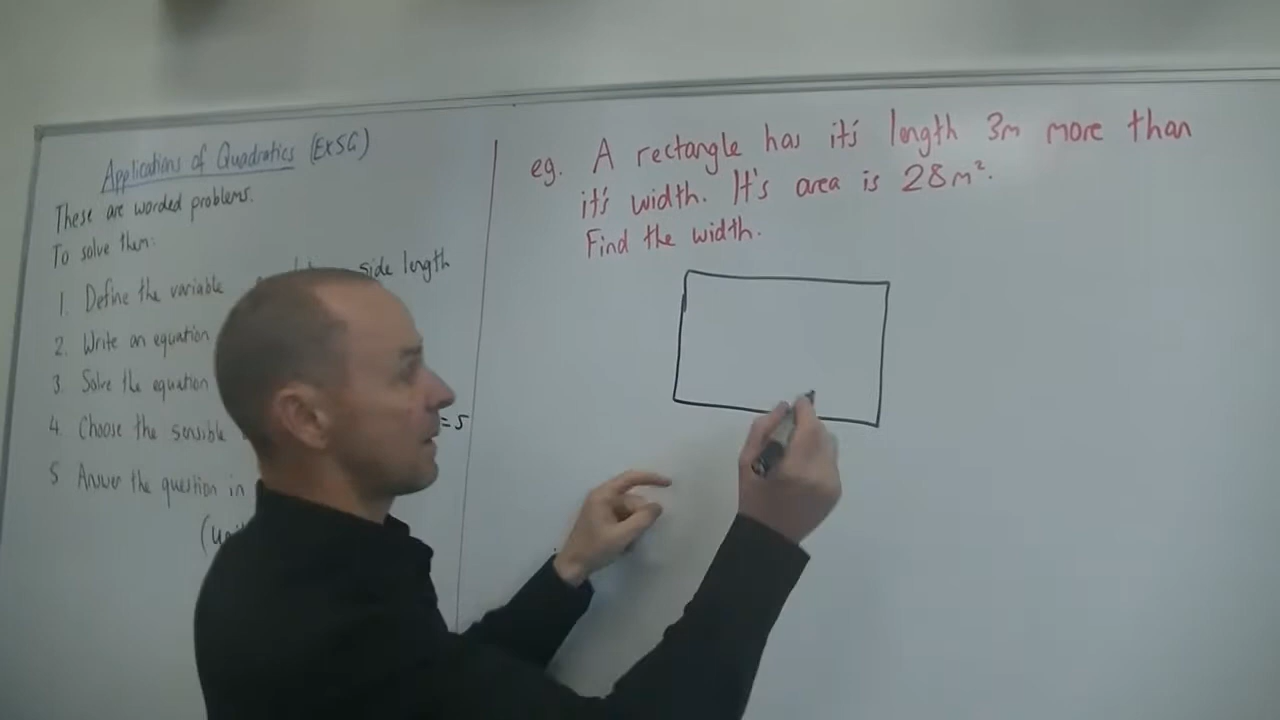 Applications of Quadratics (Ex5G)
These are worded problems.
To solve them:
1. Define the variable side length
2. Write an equation
3. Solve the equation
4. Choose the sensible = 5
5 Answer the question in
eg. A rectangle has it's length 3m more than
it's width. It's area is 28m².
Find the width.